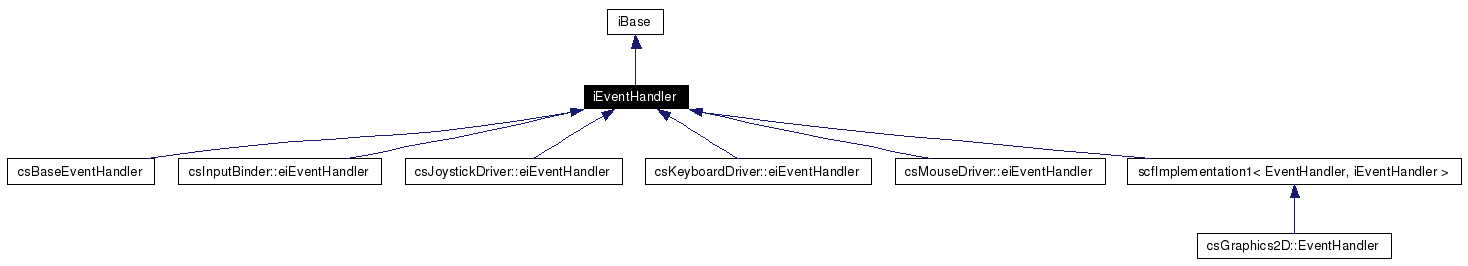 iBase
iEventHandler
csBaseEventHandler
csInputBinder::eiEventHandler
csJoystickDriver::eiEventHandler
csKeyboardDriver::eiEventHandler
csMouseDriver::eiEventHandler
scfImplementation1< EventHandler, iEventHandler >
csGraphics2D::EventHandler